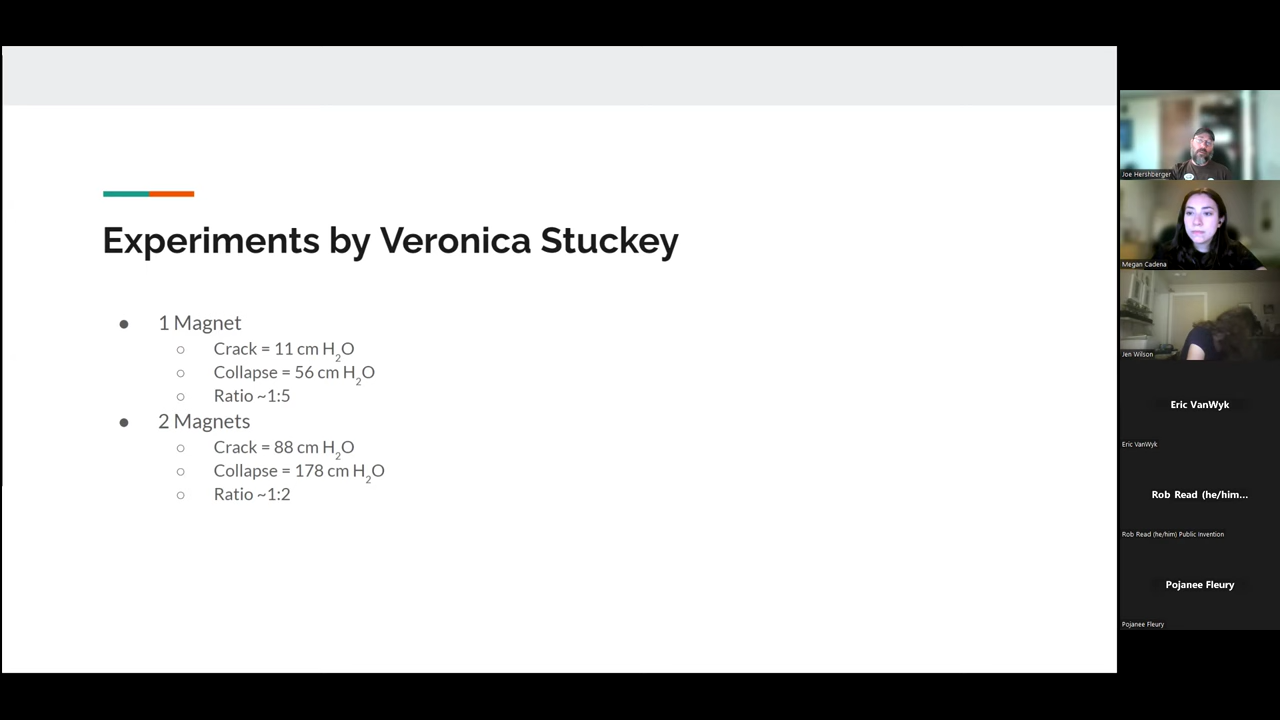 Experiments by Veronica Stuckey
● 1 Magnet
○ Crack = 11 cm H2O
○ Collapse = 56 cm H2O
○ Ratio ~1:5
● 2 Magnets
○ Crack = 88 cm H2O
○ Collapse = 178 cm H2O
○ Ratio ~1:2
Joe Hershberger
Megan Cadena
Jen Wilson
Eric VanWyk
Eric VanWyk
Rob Read (he/him...
Rob Read (he/him) Public Invention
Pojanee Fleury
Pojanee Fleury